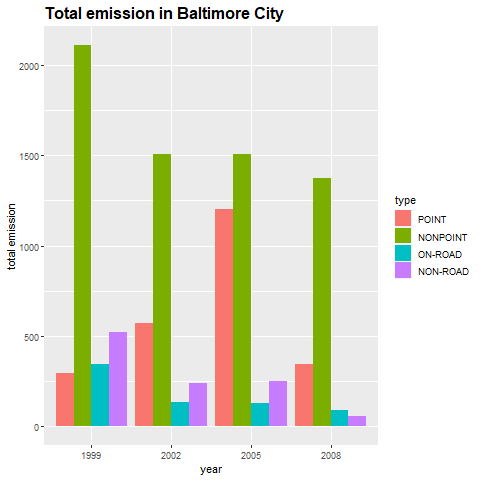 Total emission in Baltimore City
total emission
2000
1500
1000
500
0
1999 2002 2005 2008
year
type
POINT
NONPOINT
ON-ROAD
NON-ROAD